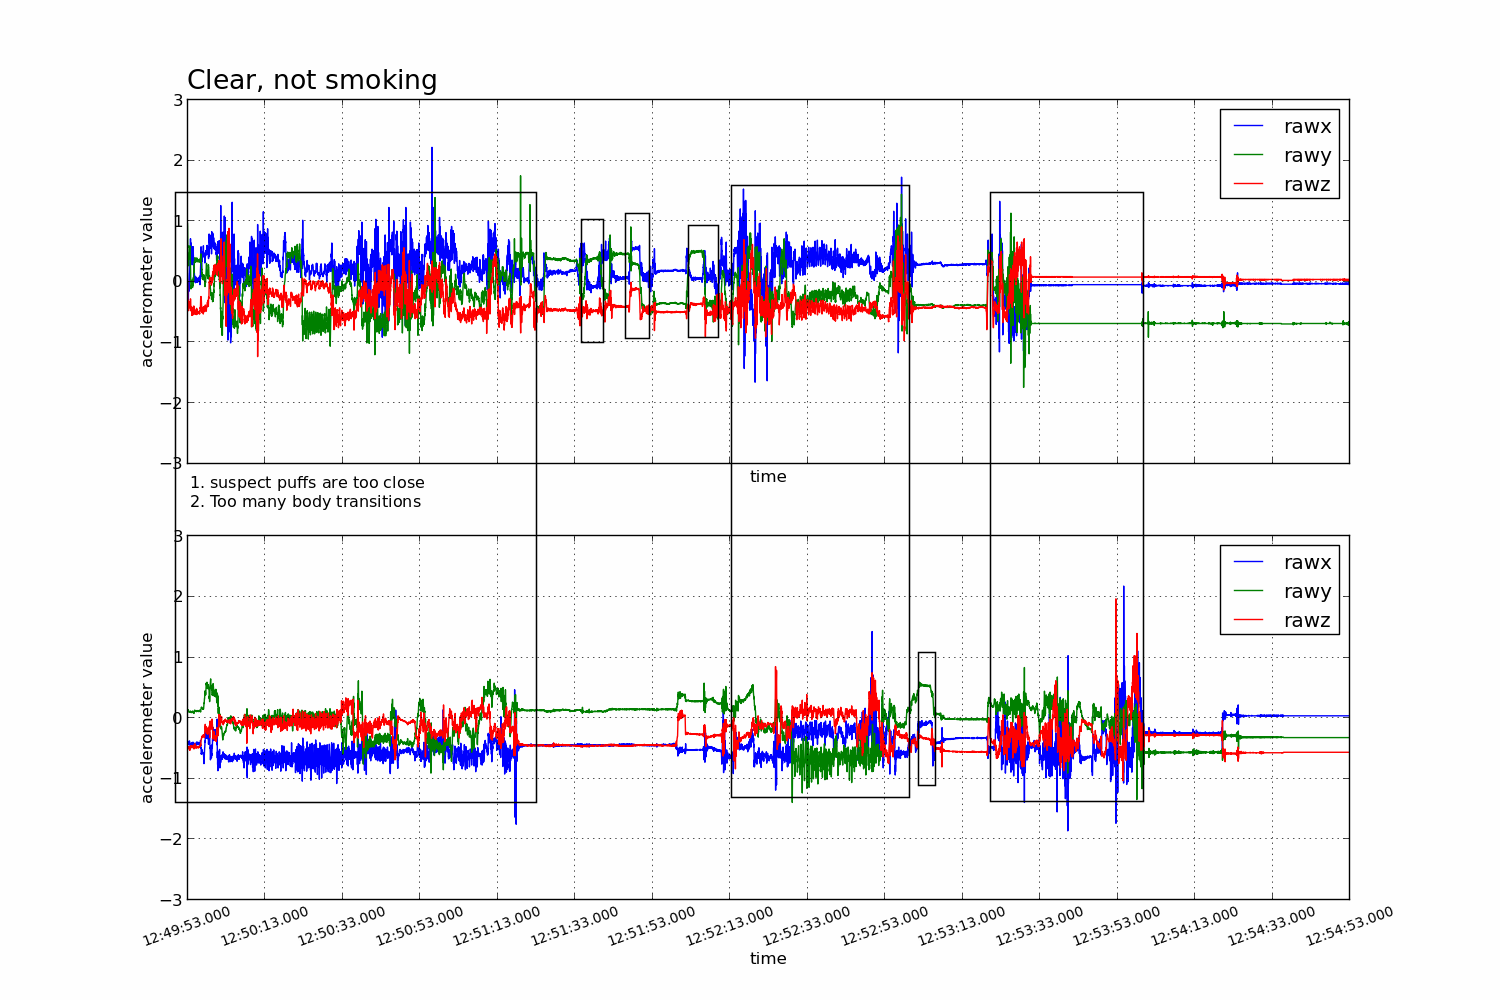 Clear, not smoking
3
2
1
0
−1
−2
−3
accelerometer value
rawx
rawy
rawz
time
1. suspect puffs are too close
2. Too many body transitions
3
2
1
0
−1
−2
−3
accelerometer value
rawx
rawy
rawz
12:49:53.000
12:50:13.000
12:50:33.000
12:50:53.000
12:51:13.000
12:51:33.000
12:51:53.000
12:52:13.000
12:52:33.000
12:52:53.000
12:53:13.000
12:53:33.000
12:53:53.000
12:54:13.000
12:54:33.000
12:54:53.000
time